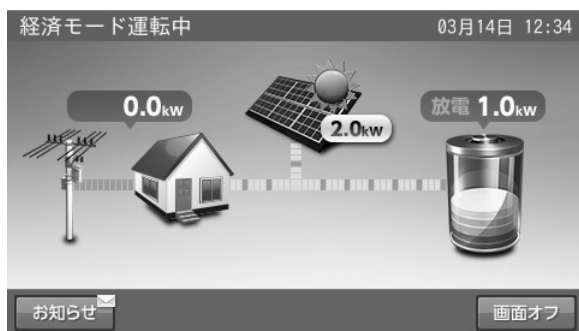 経済モード運転中
03月14日 12:34
0.0kw
2.0kw
放電 1.0kw
お知らせ
画面オフ